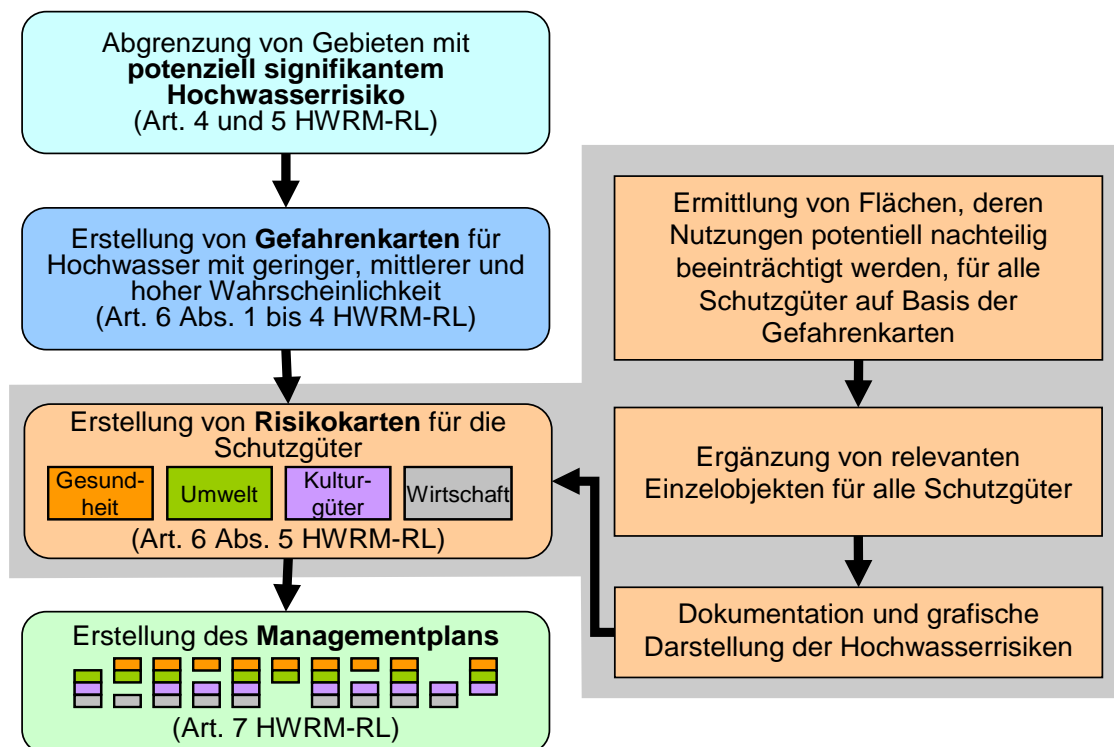 Abgrenzung von Gebieten mit
potenziell signifikantem
Hochwasserrisiko
(Art. 4 und 5 HWRM-RL)
Erstellung von Gefahrenkarten für
Hochwasser mit geringer, mittlerer und
hoher Wahrscheinlichkeit
(Art. 6 Abs. 1 bis 4 HWRM-RL)
Erstellung von Risikokarten für die
Schutzgüter
Gesund-
heit
Umwelt
Kultur-
güter
Wirtschaft
(Art. 6 Abs. 5 HWRM-RL)
Erstellung des Managementplans
(Art. 7 HWRM-RL)
Ermittlung von Flächen, deren
Nutzungen potentiell nachteilig
beeinträchtigt werden, für alle
Schutzgüter auf Basis der
Gefahrenkarten
Ergänzung von relevanten
Einzelobjekten für alle Schutzgüter
Dokumentation und grafische
Darstellung der Hochwasserrisiken